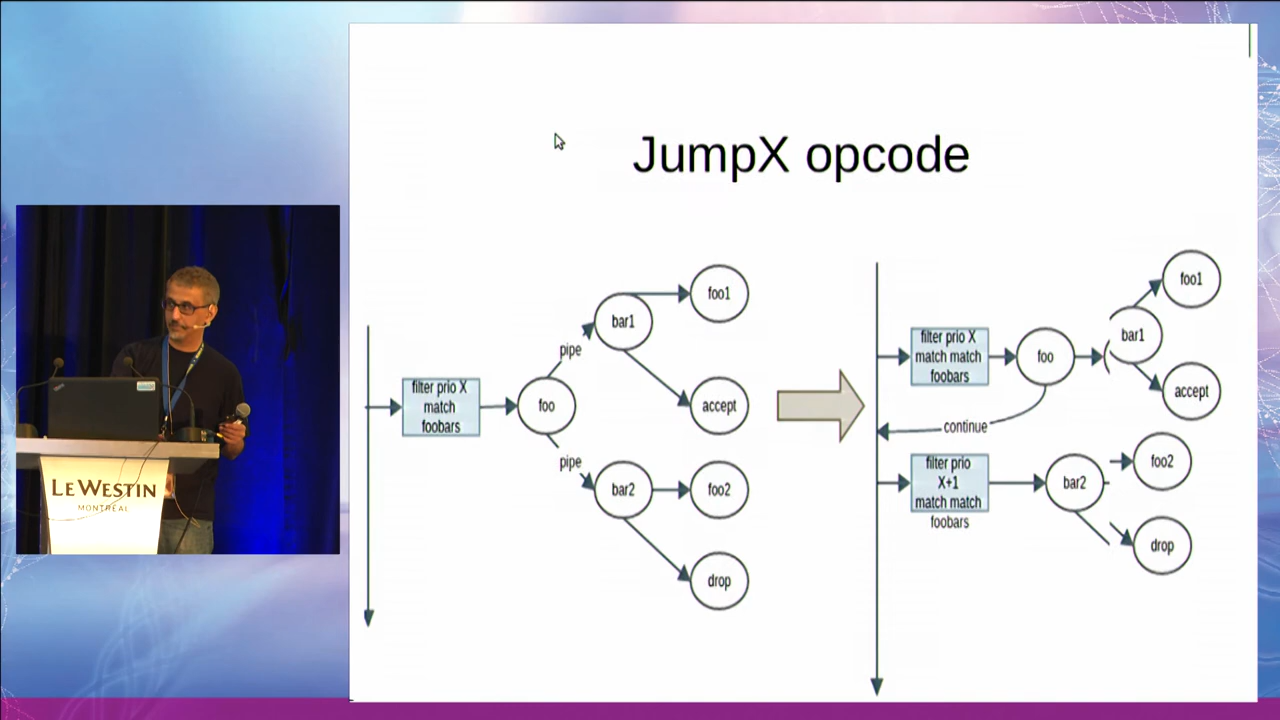 JumpX opcode
filter prio X
match
foobars
foo
pipe
pipe
bar1
bar2
foo1
accept
foo2
drop
filter prio X
match match
foobars
foo
continue
bar1
foo1
accept
filter prio
X+1
match match
foobars
bar2
foo2
drop
LE WESTIN
MONTRÉAL